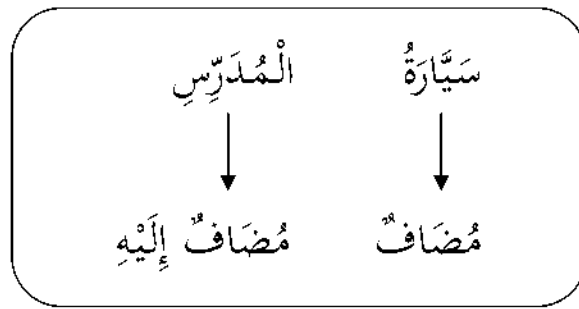 سَيَّارَةُ الْمُدَرِّسِ
مُضَافٌ مُضَافٌ إِلَيْهِ